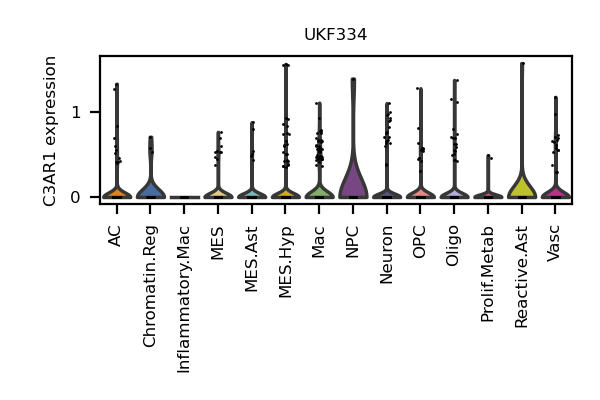 UKF334
C3AR1 expression
1
0
AC
Chromatin.Reg
Inflammatory.Mac
MES
MES.Ast
MES.Hyp
Mac
NPC
Neuron
OPC
Oligo
Prolif.Metab
Reactive.Ast
Vasc